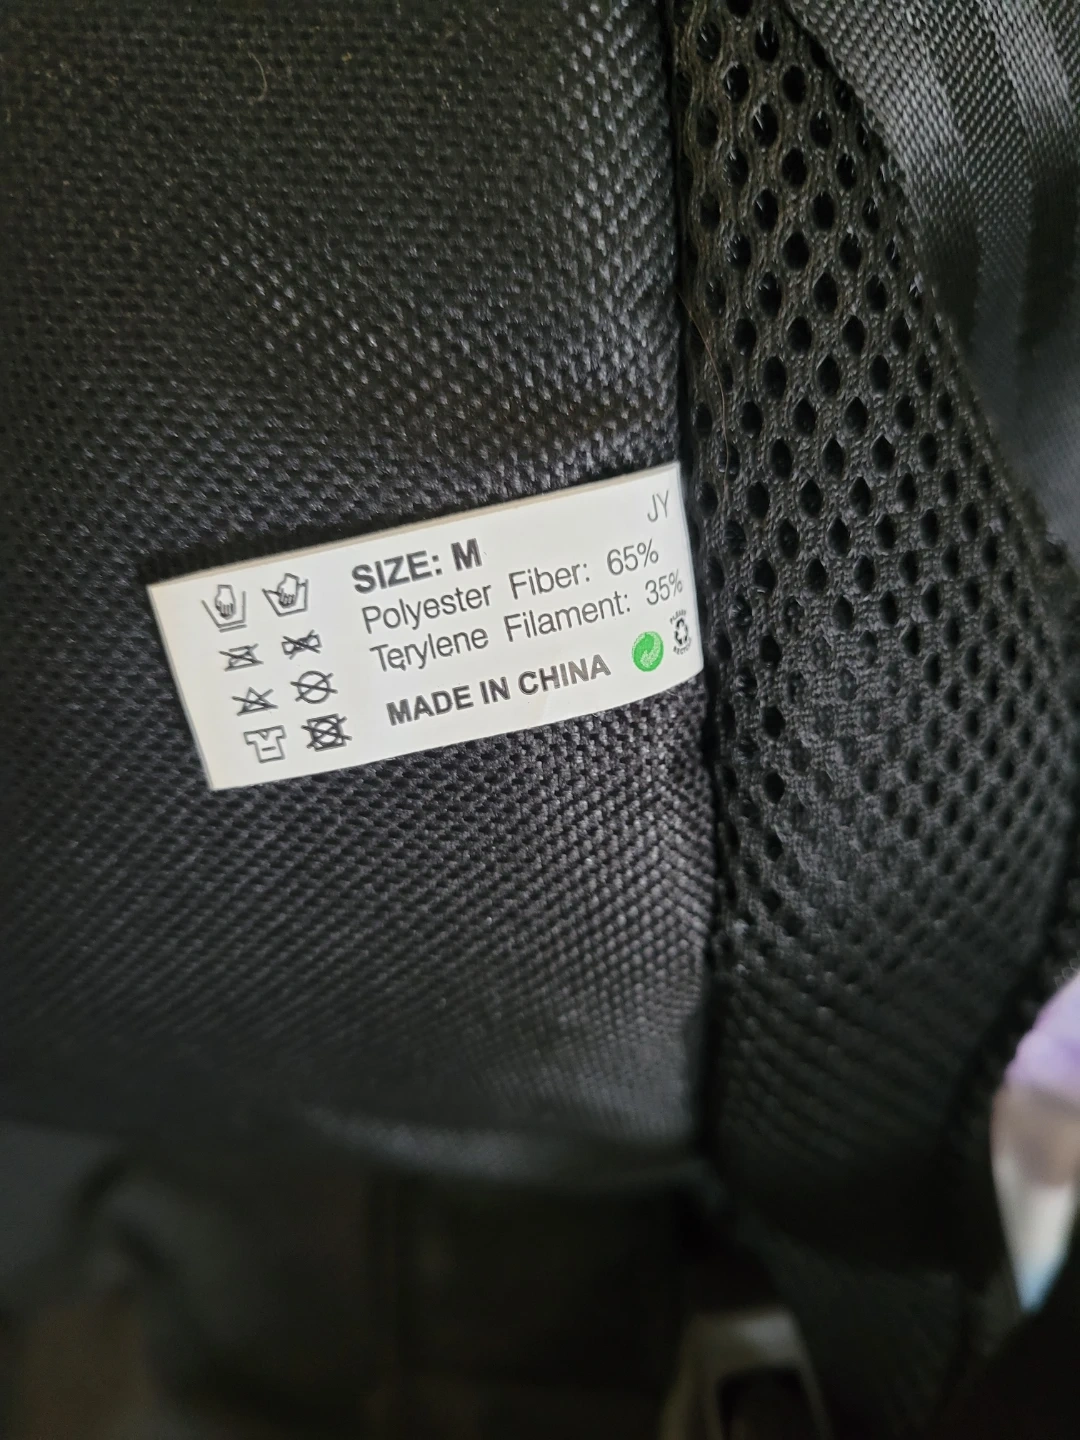 JY
SIZE: M
Polyester Fiber: 65%
Terylene Filament: 35%
MADE IN CHINA